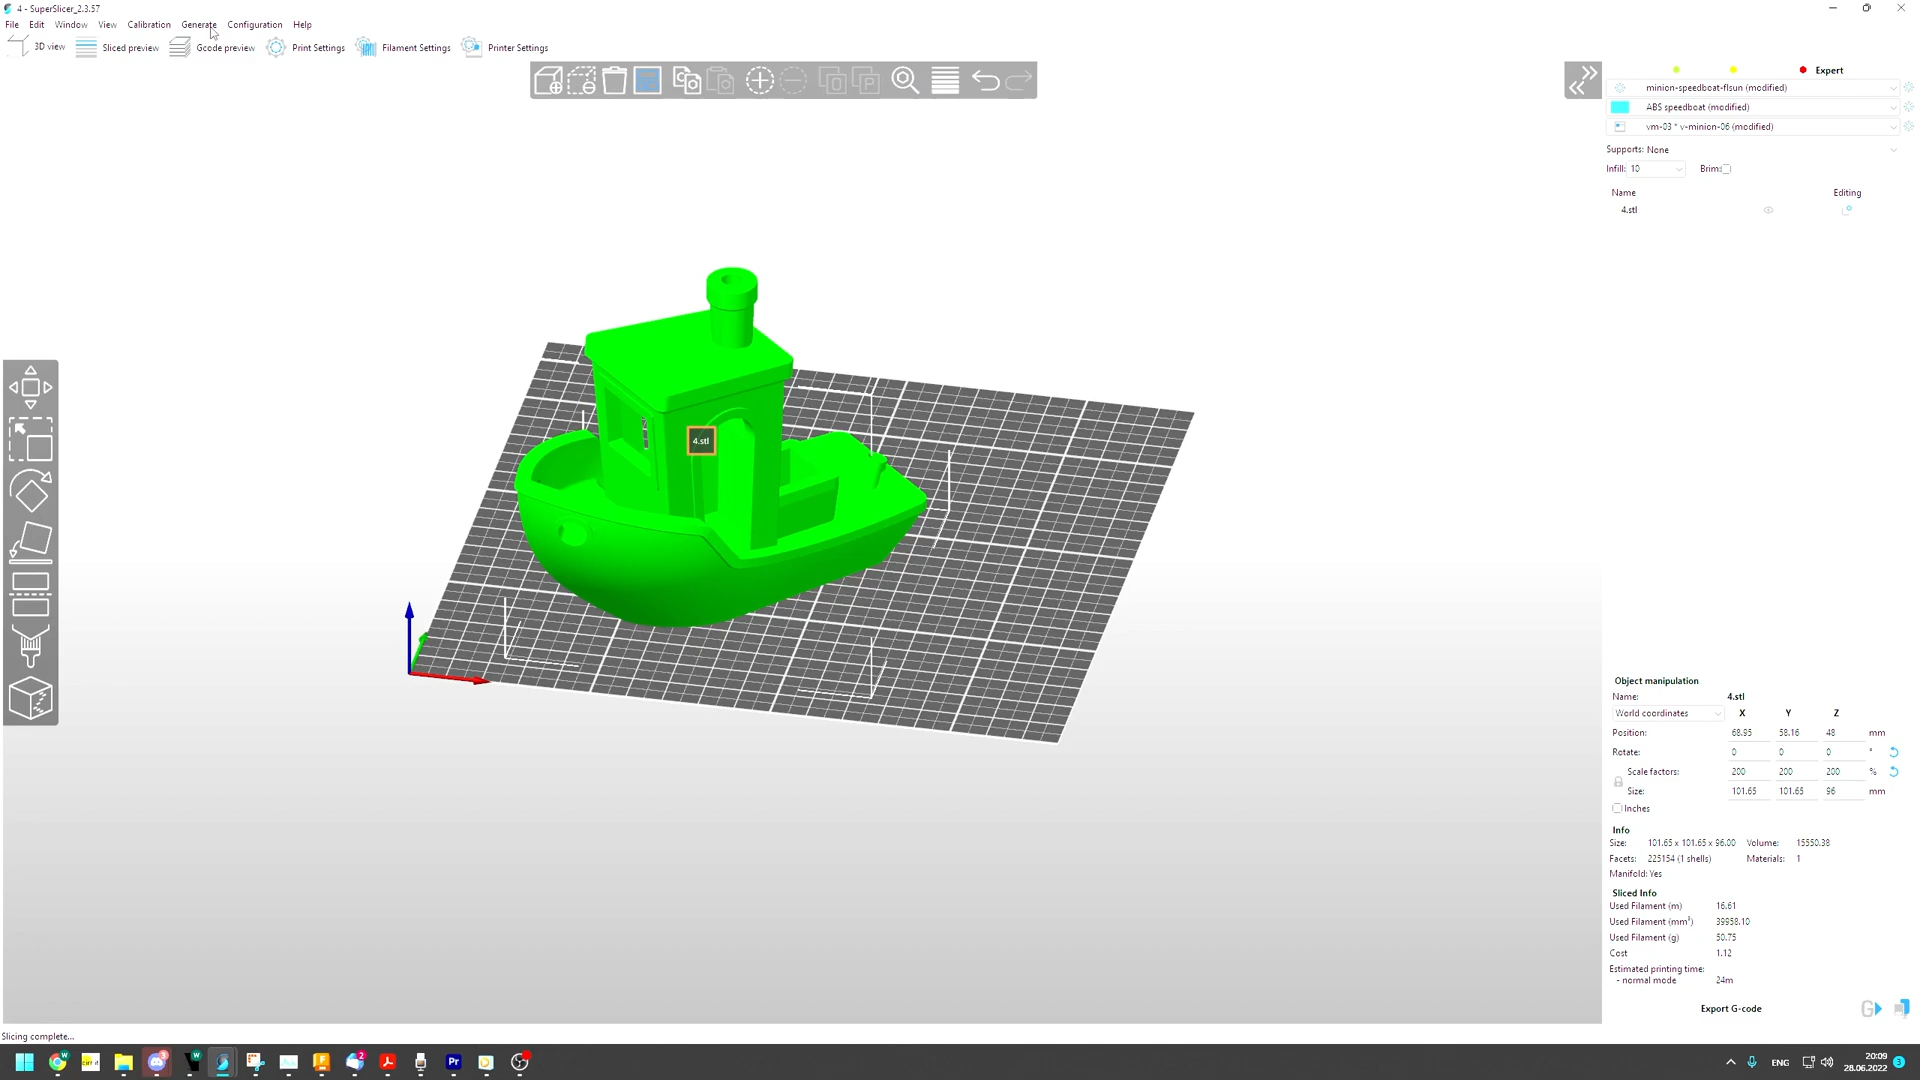 4 - SuperSlicer_2.3.57
File Edit Window View Calibration Generate Configuration Help
3D view Sliced preview Gcode preview Print Settings Filament Settings Printer Settings
Expert
minion-speedboat-flsun (modified)
ABS speedboat (modified)
vm-03 * v-minion-06 (modified)
Supports: None
Infill: 10 Brim:
Name Editing
4.stl
4.stl
Object manipulation
Name: 4.stl
World coordinates X Y Z
Position: 68.95 58.16 48 mm
Rotate: 0 0 0 °
Scale factors: 200 200 200 %
Size: 101.65 101.65 96 mm
Inches
Info
Size: 101.65 x 101.65 x 96.00 Volume: 15550.38
Facets: 225154 (1 shells) Materials: 1
Manifold: Yes
Sliced Info
Used Filament (m) 16.61
Used Filament (mm³) 39958.10
Used Filament (g) 50.75
Cost 1.12
Estimated printing time:
- normal mode 24m
Export G-code
Slicing complete...
ENG
20:09
28.06.2022
3